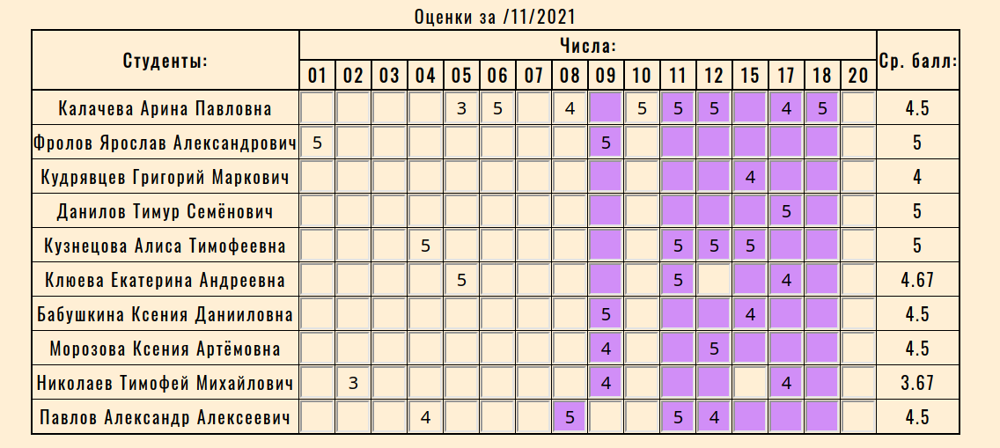 Оценки за /11/2021
Студенты: Числа: Ср. балл:
01 02 03 04 05 06 07 08 09 10 11 12 15 17 18 20
Калачева Арина Павловна 3 5 4 5 5 5 4 5 4.5
Фролов Ярослав Александрович 5 5 5
Кудрявцев Григорий Маркович 4 4
Данилов Тимур Семёнович 5 5
Кузнецова Алиса Тимофеевна 5 5 5 5 5
Клюева Екатерина Андреевна 5 5 4 4.67
Бабушкина Ксения Данииловна 5 4 4.5
Морозова Ксения Артёмовна 4 5 4.5
Николаев Тимофей Михайлович 3 4 4 3.67
Павлов Александр Алексеевич 4 5 5 4 4.5